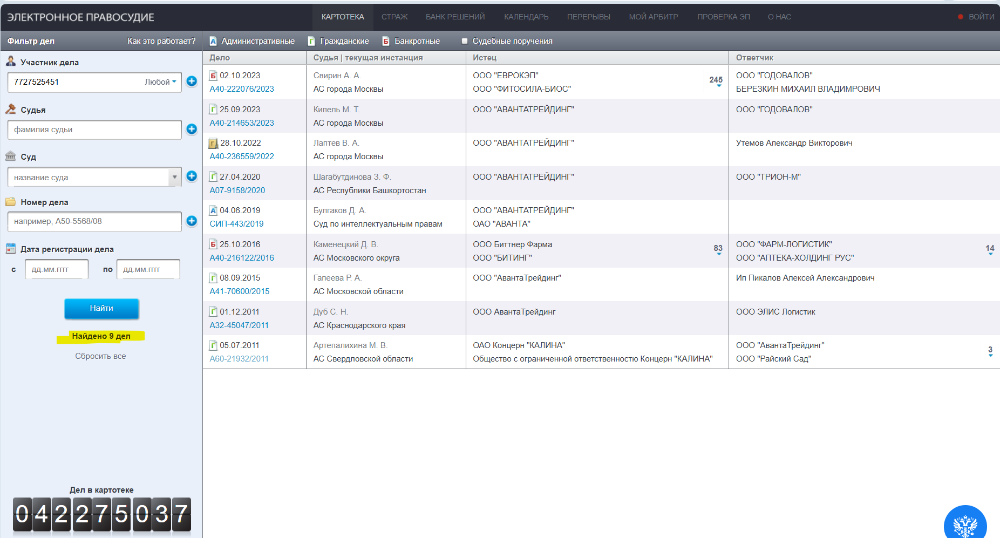 ЭЛЕКТРОННОЕ ПРАВОСУДИЕ
КАРТОТЕКА СТРАЖ БАНК РЕШЕНИЙ КАЛЕНДАРЬ ПЕРЕРЫВЫ МОЙ АРБИТР ПРОВЕРКА ЭП О НАС ВОЙТИ
Фильтр дел Как это работает?
А Административные Г Гражданские Б Банкротные Судебные поручения
Участник дела
7727525451 Любой
Судья
фамилия судьи
Суд
название суда
Номер дела
например, А50-5568/08
Дата регистрации дела
с дд.мм.гггг по дд.мм.гггг
Найти
Найдено 9 дел
Сбросить все
Дел в картотеке
042275037
Дело Судья | текущая инстанция Истец Ответчик
Б 02.10.2023 Свирин А. А. ООО "ЕВРОКЭП" 245 ООО "ГОДОВАЛОВ"
А40-222076/2023 АС города Москвы ООО "ФИТОСИЛА-БИОС" БЕРЕЗКИН МИХАИЛ ВЛАДИМРОВИЧ
Г 25.09.2023 Кипель М. Т. ООО "АВАНТАТРЕЙДИНГ" ООО "ГОДОВАЛОВ"
А40-214653/2023 АС города Москвы
Г 28.10.2022 Лаптев В. А. ООО "АВАНТАТРЕЙДИНГ" Утемов Александр Викторович
А40-236559/2022 АС города Москвы
Г 27.04.2020 Шагабутдинова З. Ф. ООО "АВАНТАТРЕЙДИНГ" ООО "ТРИОН-М"
А07-9158/2020 АС Республики Башкортостан
А 04.06.2019 Булгаков Д. А. ООО "АВАНТАТРЕЙДИНГ"
СИП-443/2019 Суд по интеллектуальным правам ОАО "АВАНТА"
Б 25.10.2016 Каменецкий Д. В. ООО Биттнер Фарма 83 ООО "ФАРМ-ЛОГИСТИК" 14
А40-216122/2016 АС Московского округа ООО "БИТИНГ" ООО "АПТЕКА-ХОЛДИНГ РУС"
Г 08.09.2015 Гапеева Р. А. ООО "АвантаТрейдинг" Ип Пикалов Алексей Александрович
А41-70600/2015 АС Московской области
Г 01.12.2011 Дуб С. Н. ООО АвантаТрейдинг ООО ЭЛИС Логистик
А32-45047/2011 АС Краснодарского края
Г 05.07.2011 Артепалихина М. В. ОАО Концерн "КАЛИНА" ООО "АвантаТрейдинг" 3
А60-21932/2011 АС Свердловской области Общество с ограниченной ответственностю Концерн "КАЛИНА" ООО "Райский Сад"